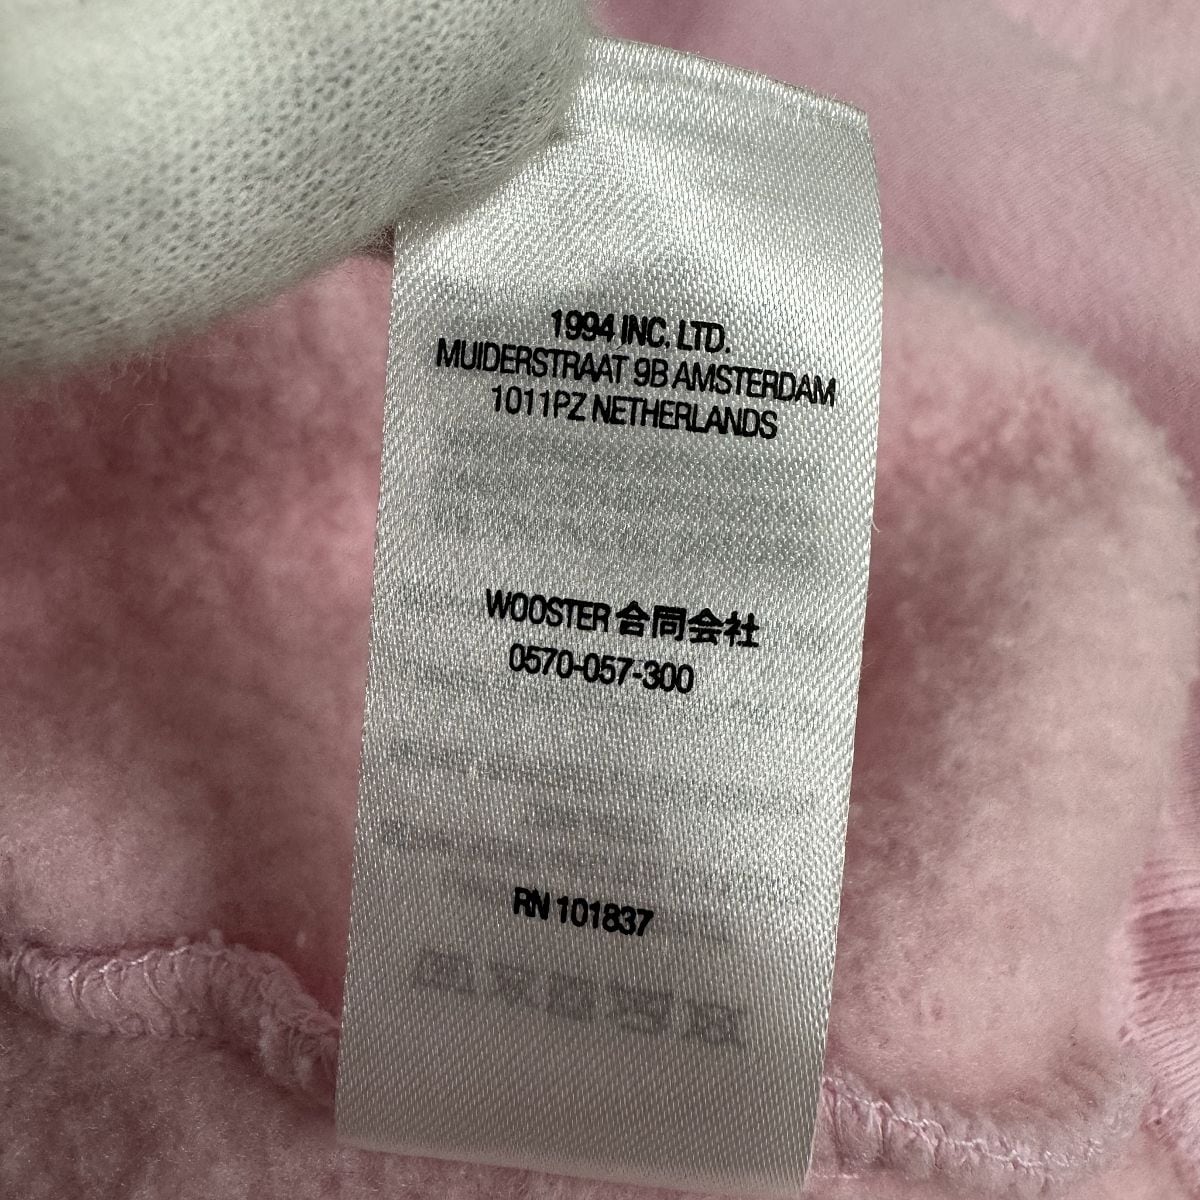 1994 INC. LTD.
MUIDERSTRAAT 9B AMSTERDAM
1011PZ NETHERLANDS
WOOSTER 合同会社
0570-057-300
RN 101837